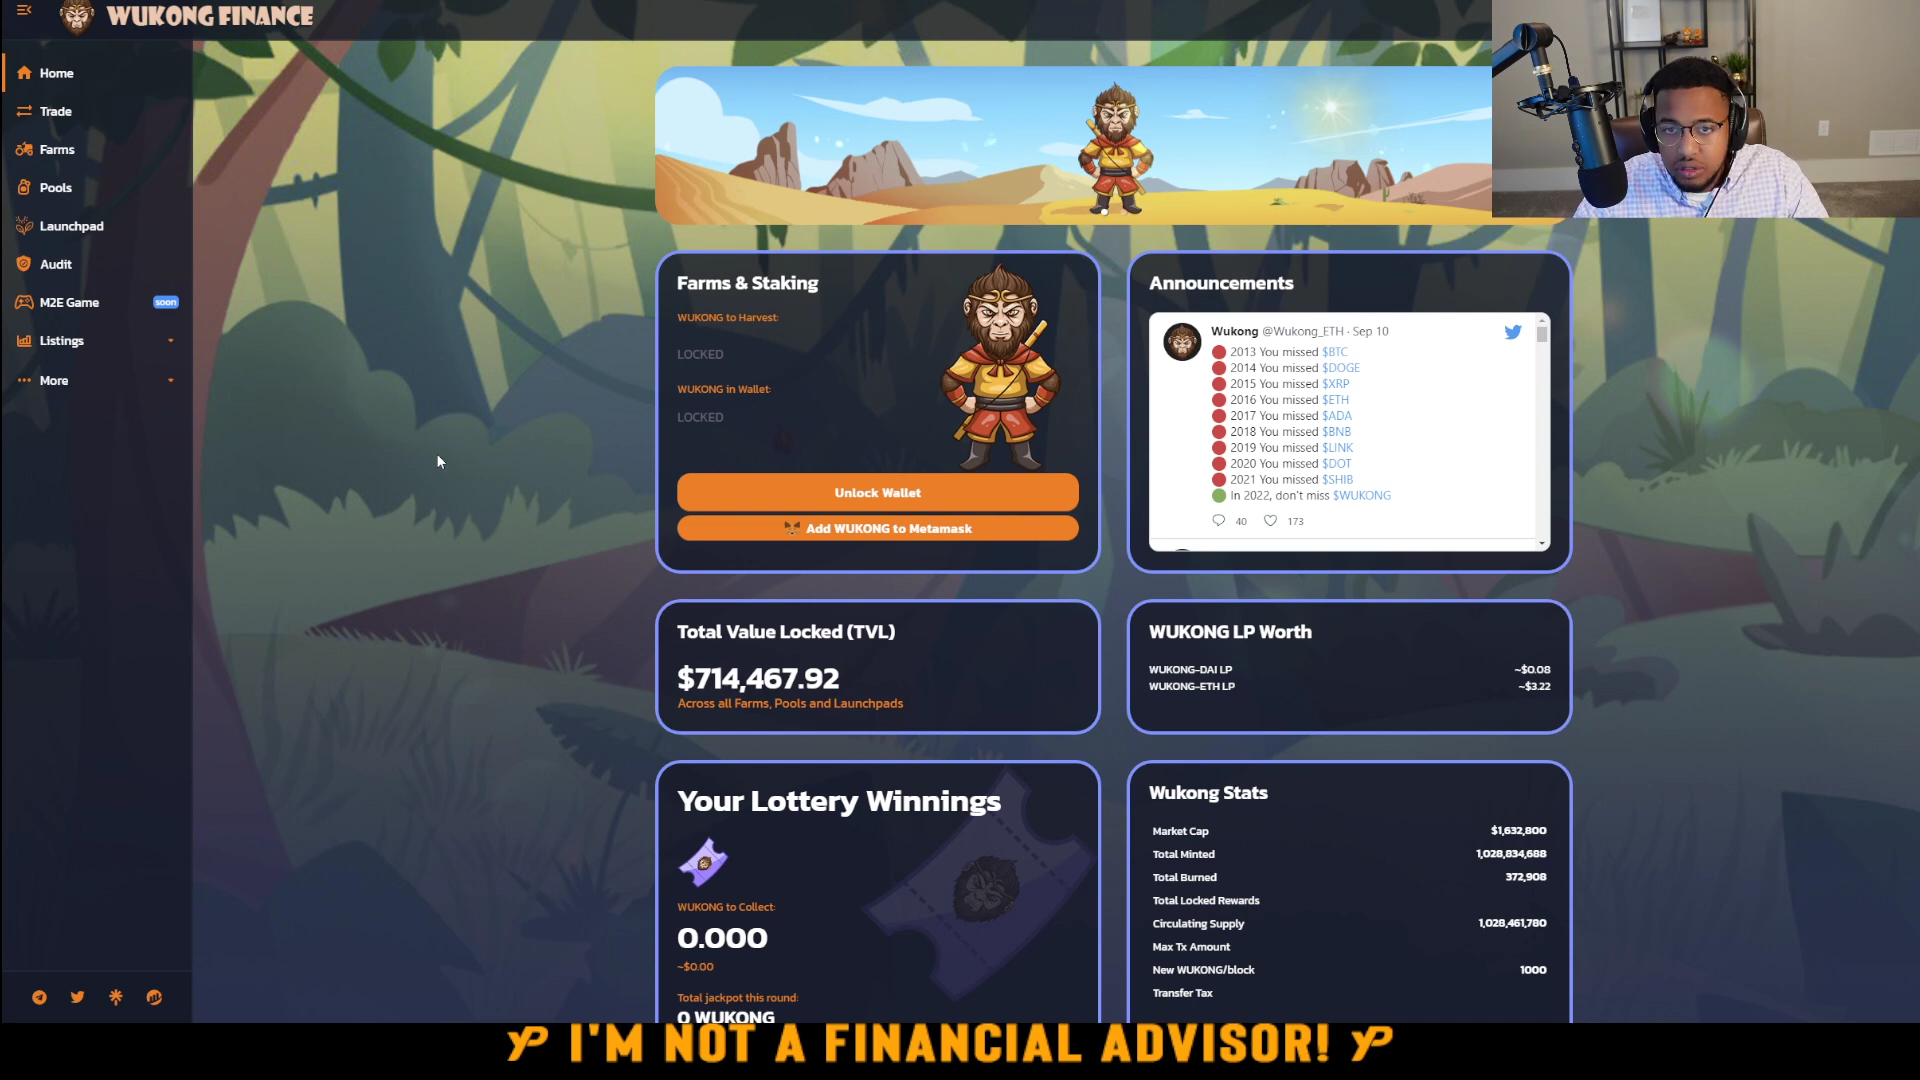 WUKONG FINANCE
Home
Trade
Farms
Pools
Launchpad
Audit
M2E Game soon
Listings
More
Farms & Staking
WUKONG to Harvest:
LOCKED
WUKONG in Wallet:
LOCKED
Unlock Wallet
Add WUKONG to Metamask
Announcements
Wukong @Wukong_ETH · Sep 10
2013 You missed $BTC
2014 You missed $DOGE
2015 You missed $XRP
2016 You missed $ETH
2017 You missed $ADA
2018 You missed $BNB
2019 You missed $LINK
2020 You missed $DOT
2021 You missed $SHIB
In 2022, don't miss $WUKONG
40 173
Total Value Locked (TVL)
$714,467.92
Across all Farms, Pools and Launchpads
WUKONG LP Worth
WUKONG-DAI LP ~$0.08
WUKONG-ETH LP ~$3.22
Your Lottery Winnings
WUKONG to Collect:
0.000
~$0.00
Total jackpot this round:
0 WUKONG
Wukong Stats
Market Cap $1,632,800
Total Minted 1,028,834,688
Total Burned 372,908
Total Locked Rewards
Circulating Supply 1,028,461,780
Max Tx Amount
New WUKONG/block 1000
Transfer Tax
YP I'M NOT A FINANCIAL ADVISOR! YP